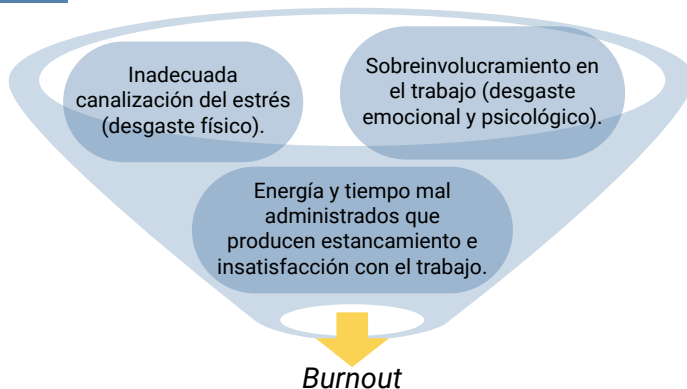 Inadecuada
canalización del estrés
(desgaste físico).
Sobreinvolucramiento en
el trabajo (desgaste
emocional y psicológico).
Energía y tiempo mal
administrados que
producen estancamiento e
insatisfacción con el trabajo.
Burnout